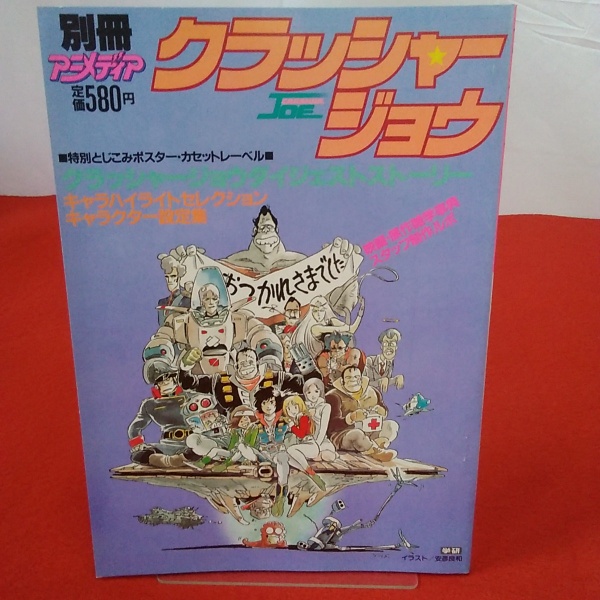 別冊
アニメディア
定価580円
クラッシャー
JOE
ジョウ
■特別とじこみポスター・カセットレーベル■
クラッシャージョウダイジェストストーリー
キャラハイライトセレクション
キャラクター設定集
おつかれさまでした
学研
イラスト／安彦良和